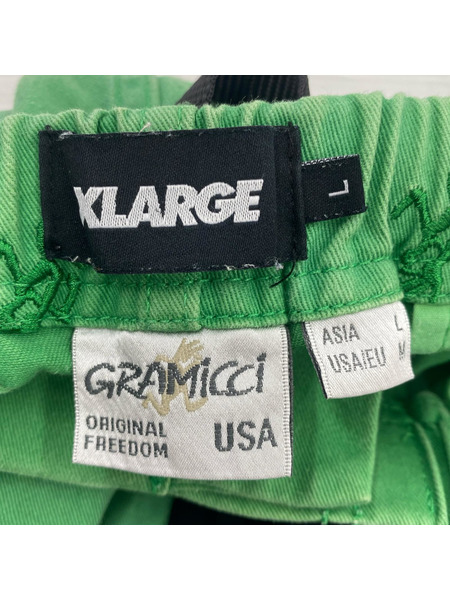 XLARGE
L
GRAMiCCi
ORIGINAL
FREEDOM
USA
ASIA L
USA/EU M